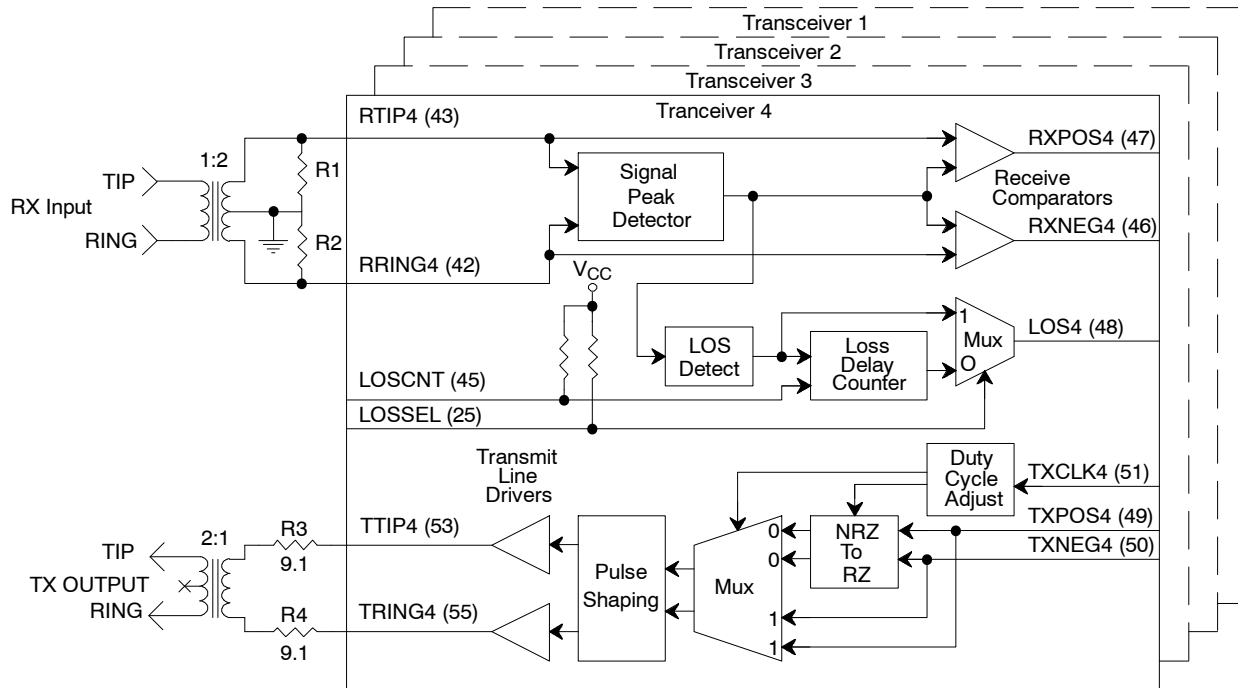 Transceiver 1
Transceiver 2
Transceiver 3
Tranceiver 4
RTIP4 (43)
RXPOS4 (47)
1:2
R1
TIP
RX Input
RING
R2
Signal
Peak
Detector
Receive
Comparators
RXNEG4 (46)
RRING4 (42)
VCC
LOS
Detect
Loss
Delay
Counter
1
Mux
O
LOS4 (48)
LOSCNT (45)
LOSSEL (25)
Transmit
Line
Drivers
Duty
Cycle
Adjust
TXCLK4 (51)
TXPOS4 (49)
TXNEG4 (50)
TTIP4 (53)
R3
9.1
2:1
TIP
TX OUTPUT
RING
R4
9.1
TRING4 (55)
Pulse
Shaping
Mux
0
0
1
1
NRZ
To
RZ